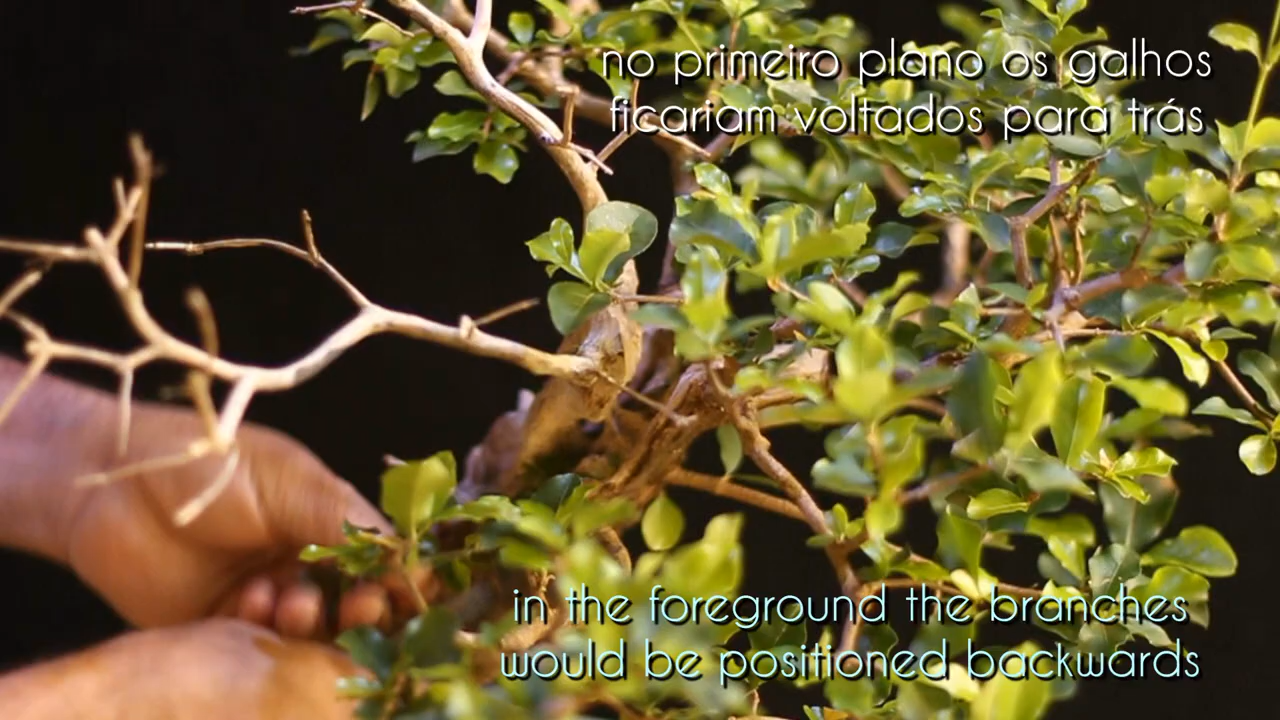 no primeiro plano os galhos
ficariam voltados para trás
in the foreground the branches
would be positioned backwards